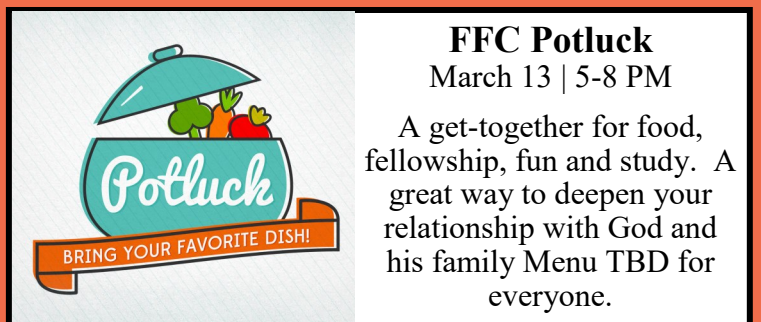 Potluck
BRING YOUR FAVORITE DISH!
FFC Potluck
March 13 | 5-8 PM
A get-together for food,
fellowship, fun and study.  A
great way to deepen your
relationship with God and
his family Menu TBD for
everyone.